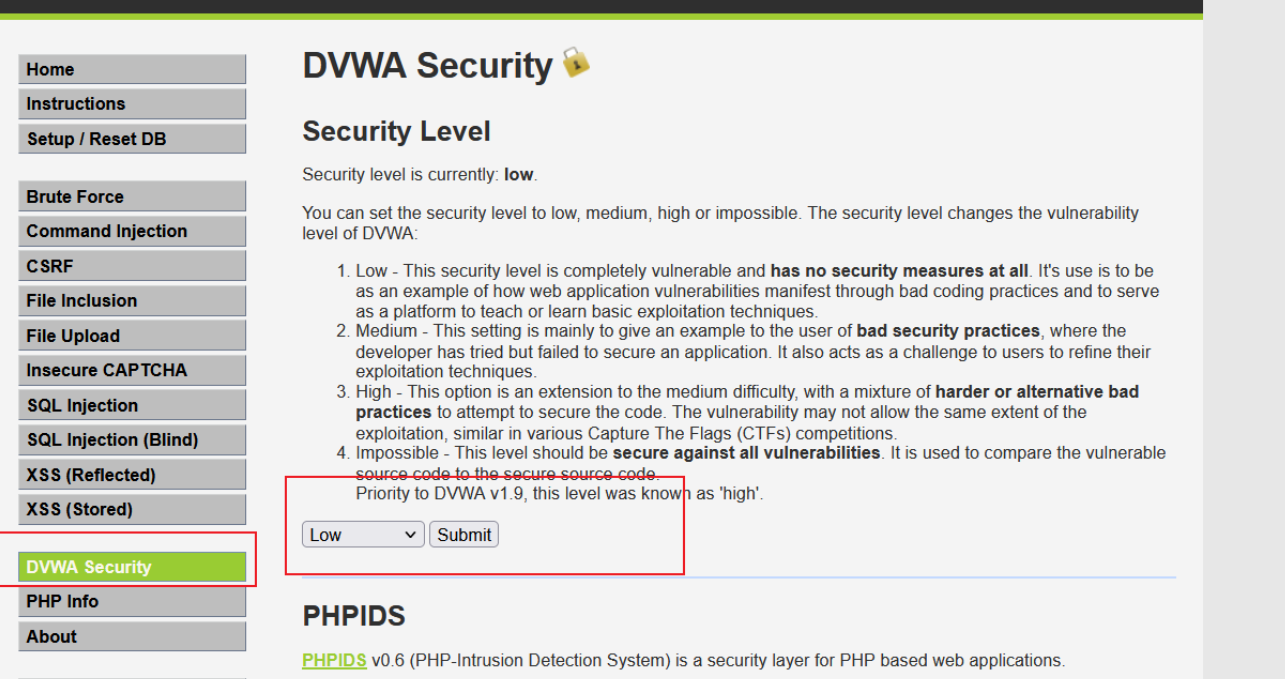 Home
Instructions
Setup / Reset DB
Brute Force
Command Injection
CSRF
File Inclusion
File Upload
Insecure CAPTCHA
SQL Injection
SQL Injection (Blind)
XSS (Reflected)
XSS (Stored)
DVWA Security
PHP Info
About
DVWA Security
Security Level
Security level is currently: low.
You can set the security level to low, medium, high or impossible. The security level changes the vulnerability
level of DVWA:
1. Low - This security level is completely vulnerable and has no security measures at all. It's use is to be
as an example of how web application vulnerabilities manifest through bad coding practices and to serve
as a platform to teach or learn basic exploitation techniques.
2. Medium - This setting is mainly to give an example to the user of bad security practices, where the
developer has tried but failed to secure an application. It also acts as a challenge to users to refine their
exploitation techniques.
3. High - This option is an extension to the medium difficulty, with a mixture of harder or alternative bad
practices to attempt to secure the code. The vulnerability may not allow the same extent of the
exploitation, similar in various Capture The Flags (CTFs) competitions.
4. Impossible - This level should be secure against all vulnerabilities. It is used to compare the vulnerable
source code to the secure source code.
Priority to DVWA v1.9, this level was known as 'high'.
Low Submit
PHPIDS
PHPIDS v0.6 (PHP-Intrusion Detection System) is a security layer for PHP based web applications.